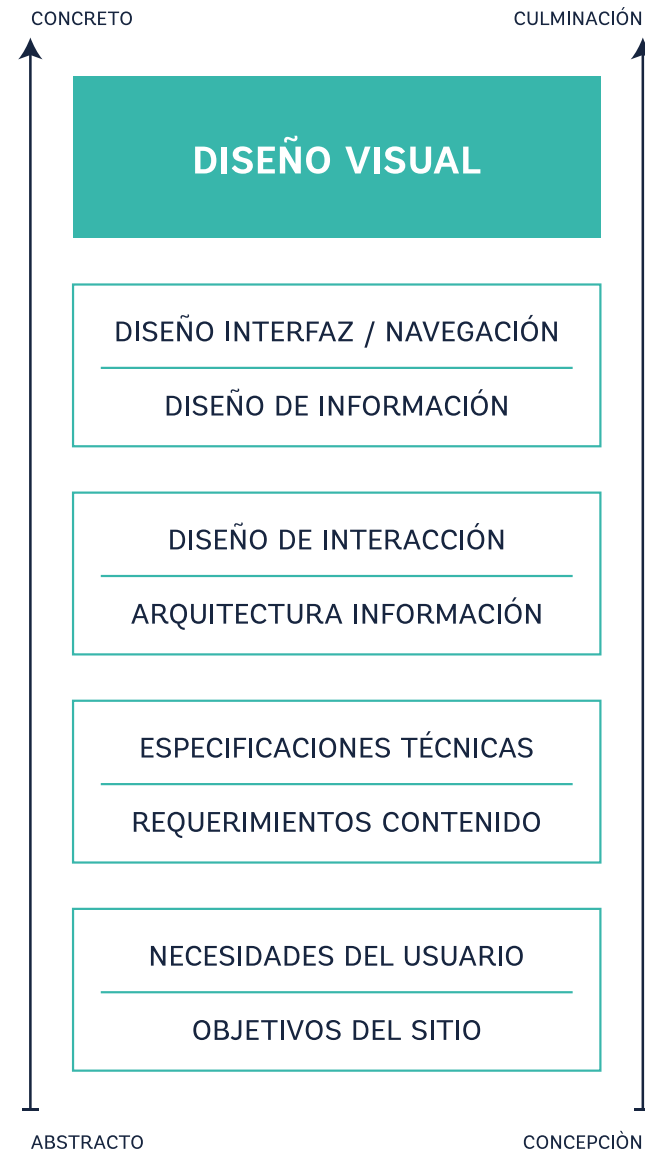 CONCRETO
CULMINACIÓN
DISEÑO VISUAL
DISEÑO INTERFAZ / NAVEGACIÓN
DISEÑO DE INFORMACIÓN
DISEÑO DE INTERACCIÓN
ARQUITECTURA INFORMACIÓN
ESPECIFICACIONES TÉCNICAS
REQUERIMIENTOS CONTENIDO
NECESIDADES DEL USUARIO
OBJETIVOS DEL SITIO
ABSTRACTO
CONCEPCIÒN